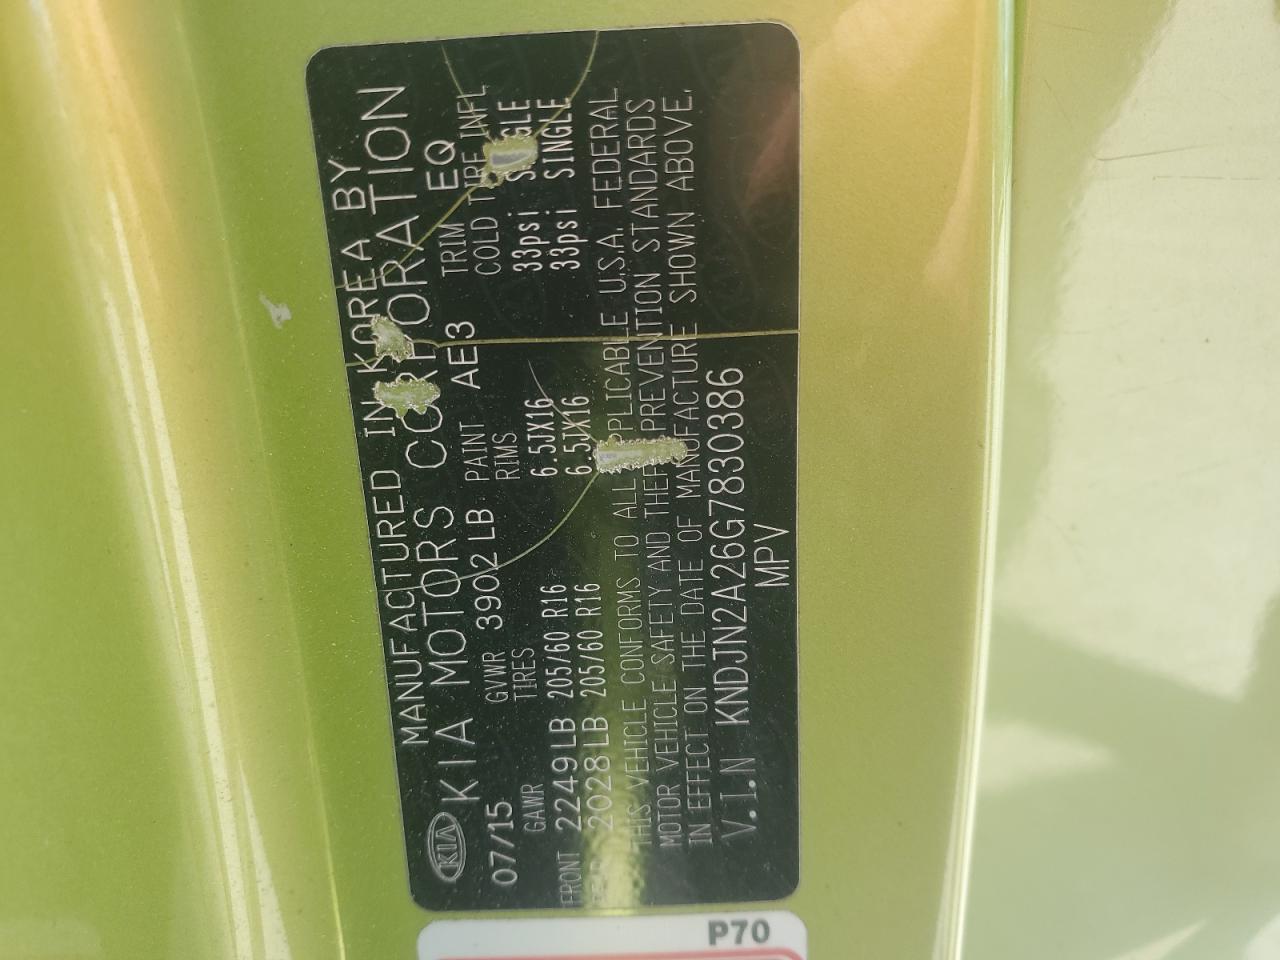 MANUFACTURED IN KOREA BY
KIA KIA MOTORS CORPORATION
07/15 GVWR 3902 LB PAINT AE3 TRIM EQ
GAWR TIRES RIMS COLD TIRE INFL
FRONT 2249LB 205/60 R16 6.5JX16 33psi SINGLE
2028LB 205/60 R16 6.5JX16 33psi SINGLE
THIS VEHICLE CONFORMS TO ALL APPLICABLE U.S.A. FEDERAL
MOTOR VEHICLE SAFETY AND THEFT PREVENTION STANDARDS
IN EFFECT ON THE DATE OF MANUFACTURE SHOWN ABOVE.
V.I.N KNDJN2A26G7830386
MPV
P70